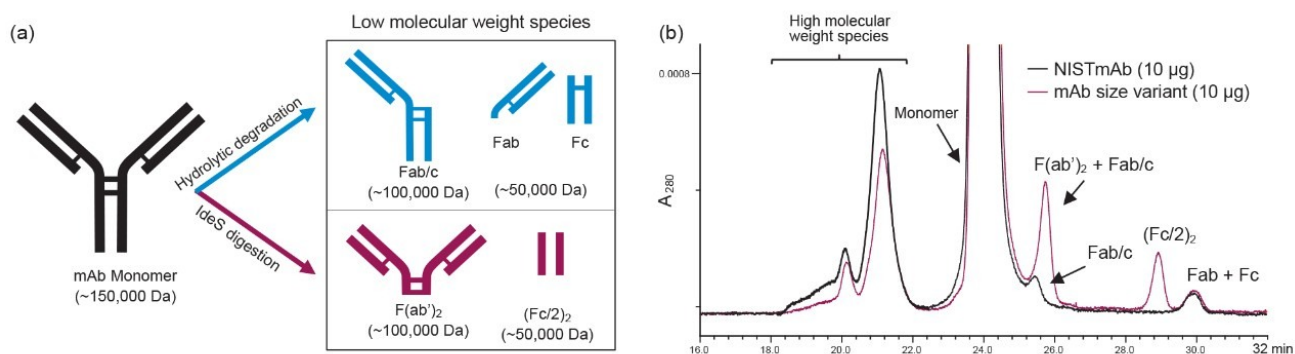 (a)
Low molecular weight species
Hydrolytic degradation
IdeS digestion
mAb Monomer
(~150,000 Da)
Fab/c
(~100,000 Da)
Fab
Fc
(~50,000 Da)
F(ab')₂
(~100,000 Da)
(Fc/2)₂
(~50,000 Da)
(b)
High molecular
weight species
0.0008
A₂₈₀
Monomer
NISTmAb (10 µg)
mAb size variant (10 µg)
F(ab')₂ + Fab/c
Fab/c
(Fc/2)₂
Fab + Fc
16.0 18.0 20.0 22.0 24.0 26.0 28.0 30.0 32 min